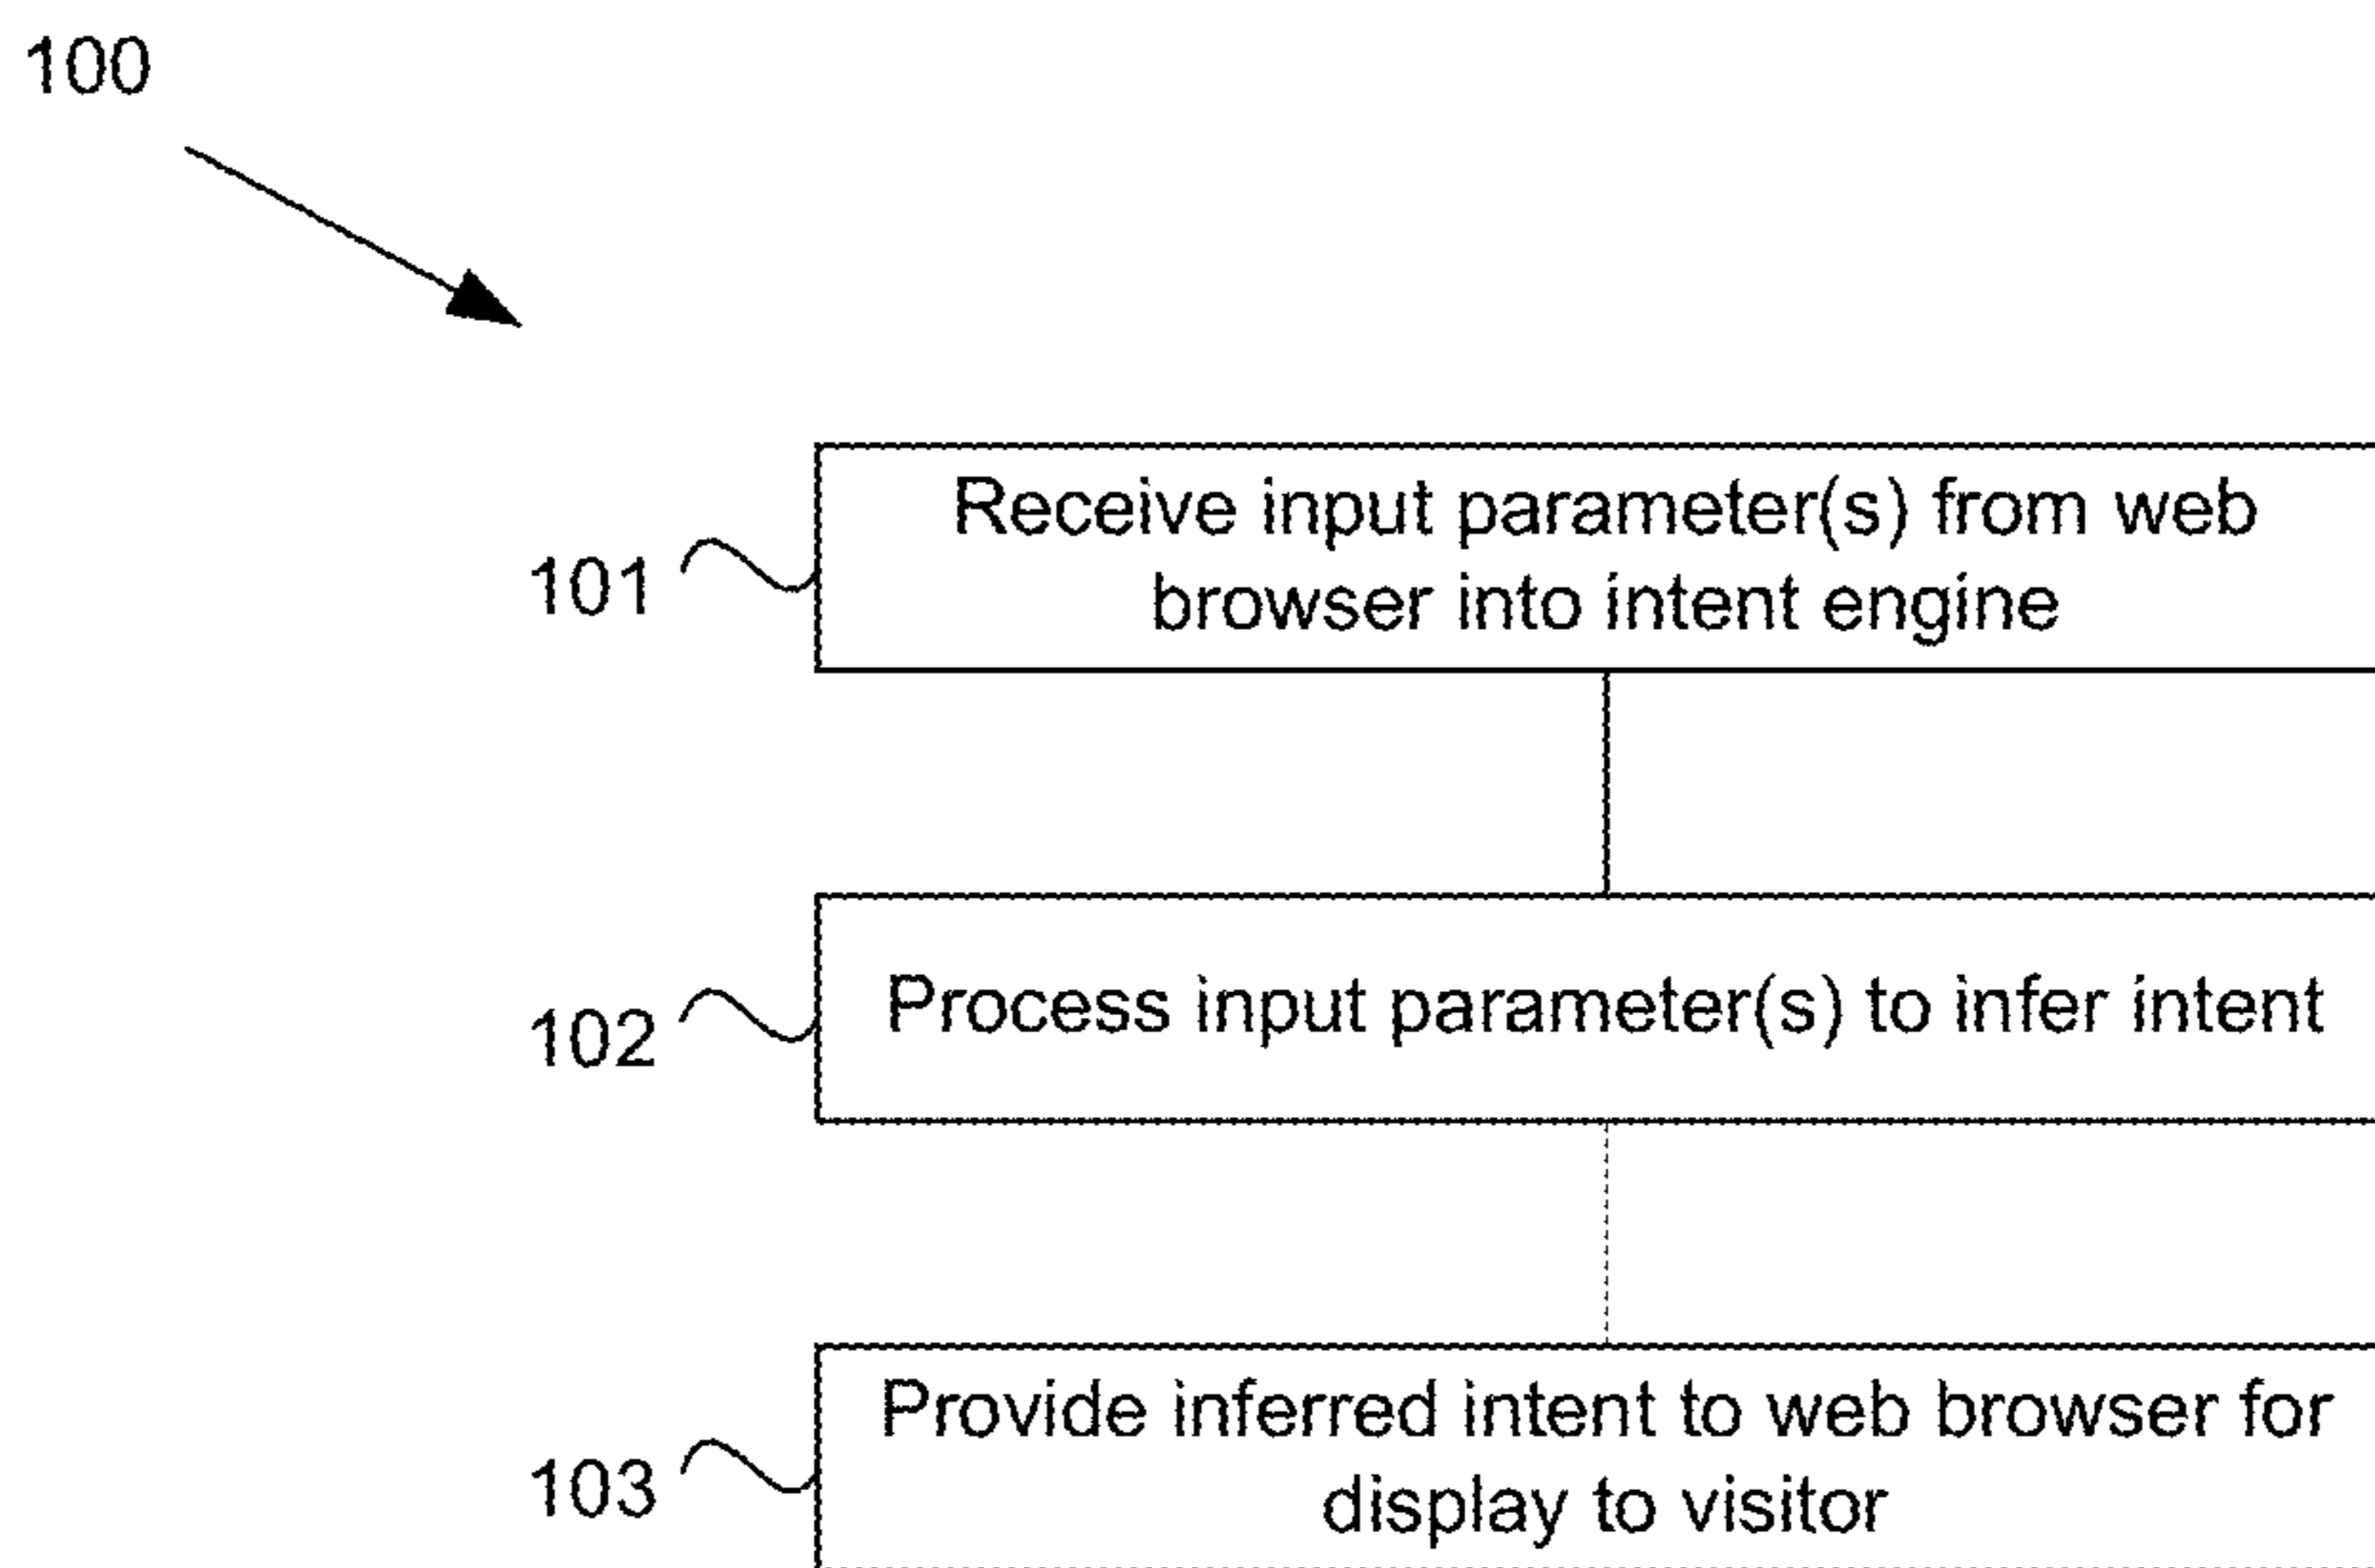 100
101
Receive input parameter(s) from web
browser into intent engine
102
Process input parameter(s) to infer intent
103
Provide inferred intent to web browser for
display to visitor